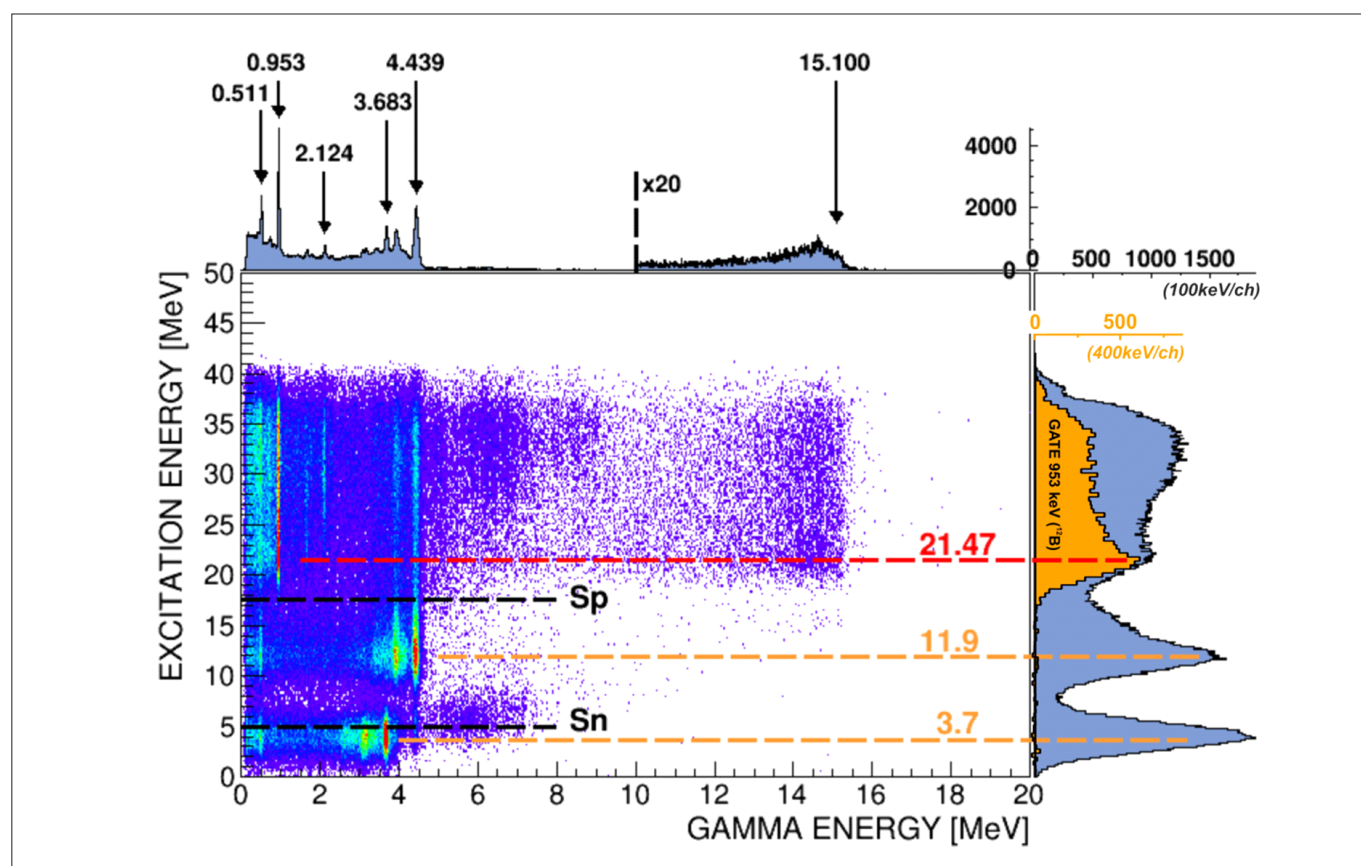 0.953
4.439
15.100
0.511
3.683
2.124
4000
x20
2000
0
0 500 1000 1500
(100keV/ch)
0 500
(400keV/ch)
EXCITATION ENERGY [MeV]
50
45
40
35
30
25
20
15
10
5
0
GATE 953 keV (¹²B)
21.47
Sp
11.9
Sn
3.7
0 2 4 6 8 10 12 14 16 18 20
GAMMA ENERGY [MeV]